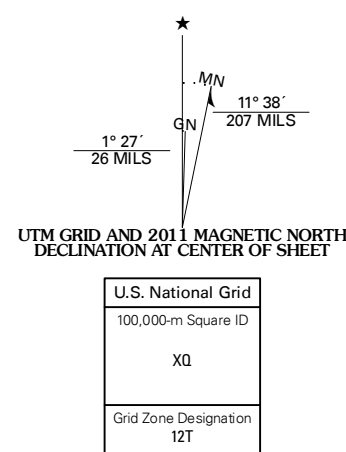 MN
GN
11° 38´
207 MILS
1° 27´
26 MILS
UTM GRID AND 2011 MAGNETIC NORTH
DECLINATION AT CENTER OF SHEET
U.S. National Grid
100,000-m Square ID
XQ
Grid Zone Designation
12T